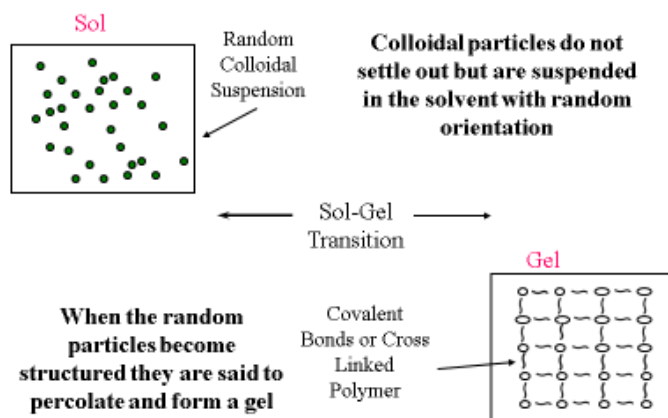 Sol
Random
Colloidal
Suspension
Colloidal particles do not
settle out but are suspended
in the solvent with random
orientation
Sol-Gel
Transition
Gel
When the random
particles become
structured they are said to
percolate and form a gel
Covalent
Bonds or Cross
Linked
Polymer